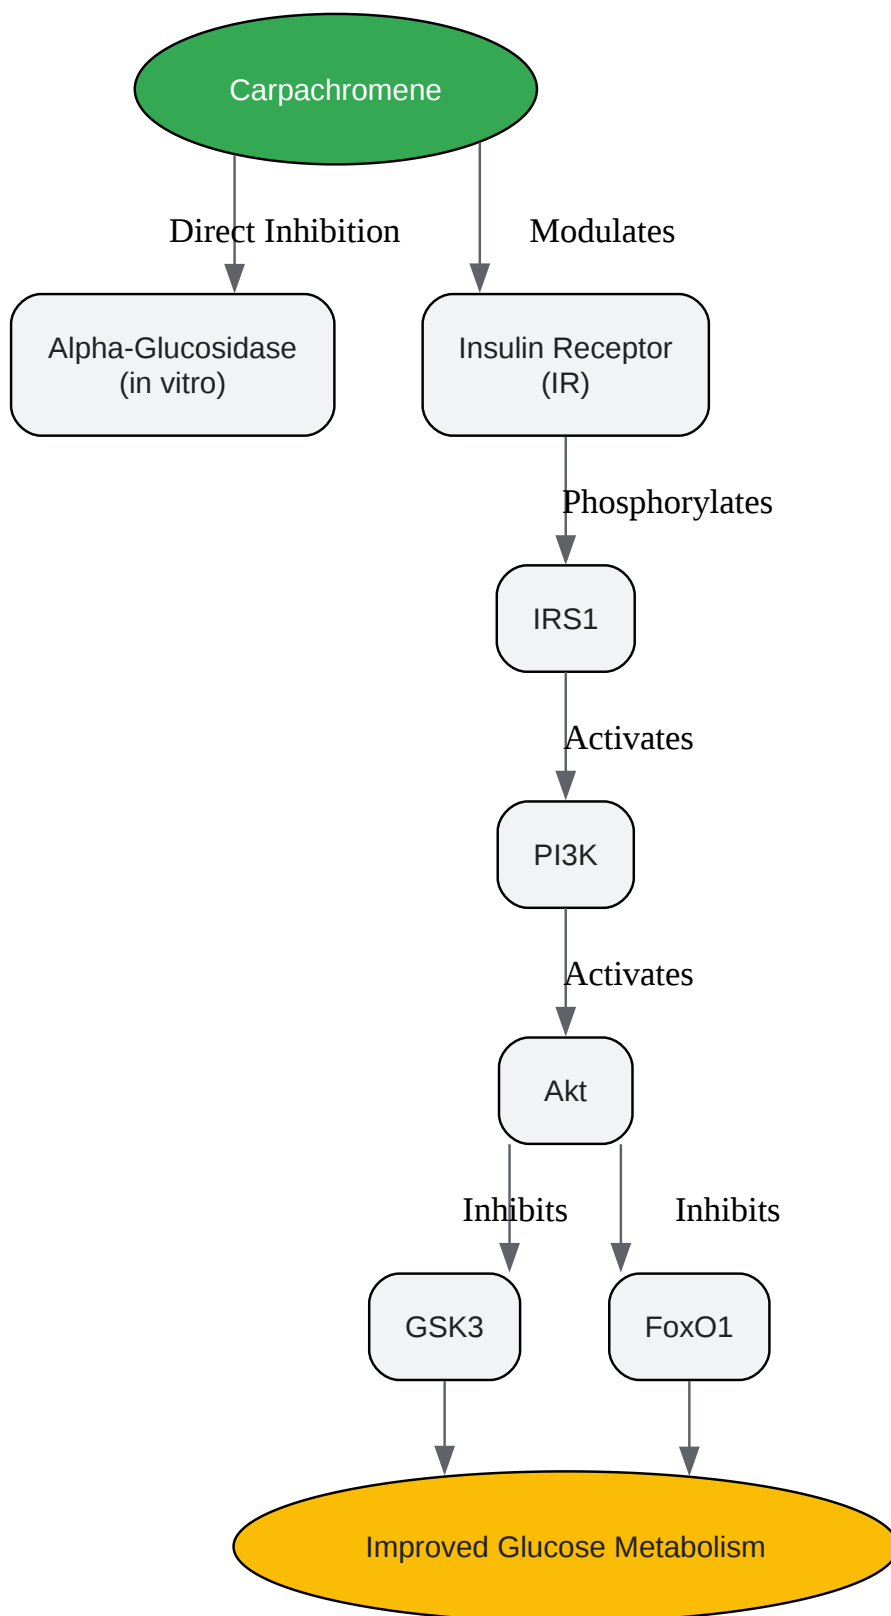 Carpachromene
Direct Inhibition
Modulates
Alpha-Glucosidase
(in vitro)
Insulin Receptor
(IR)
Phosphorylates
IRS1
Activates
PI3K
Activates
Akt
Inhibits
Inhibits
GSK3
FoxO1
Improved Glucose Metabolism